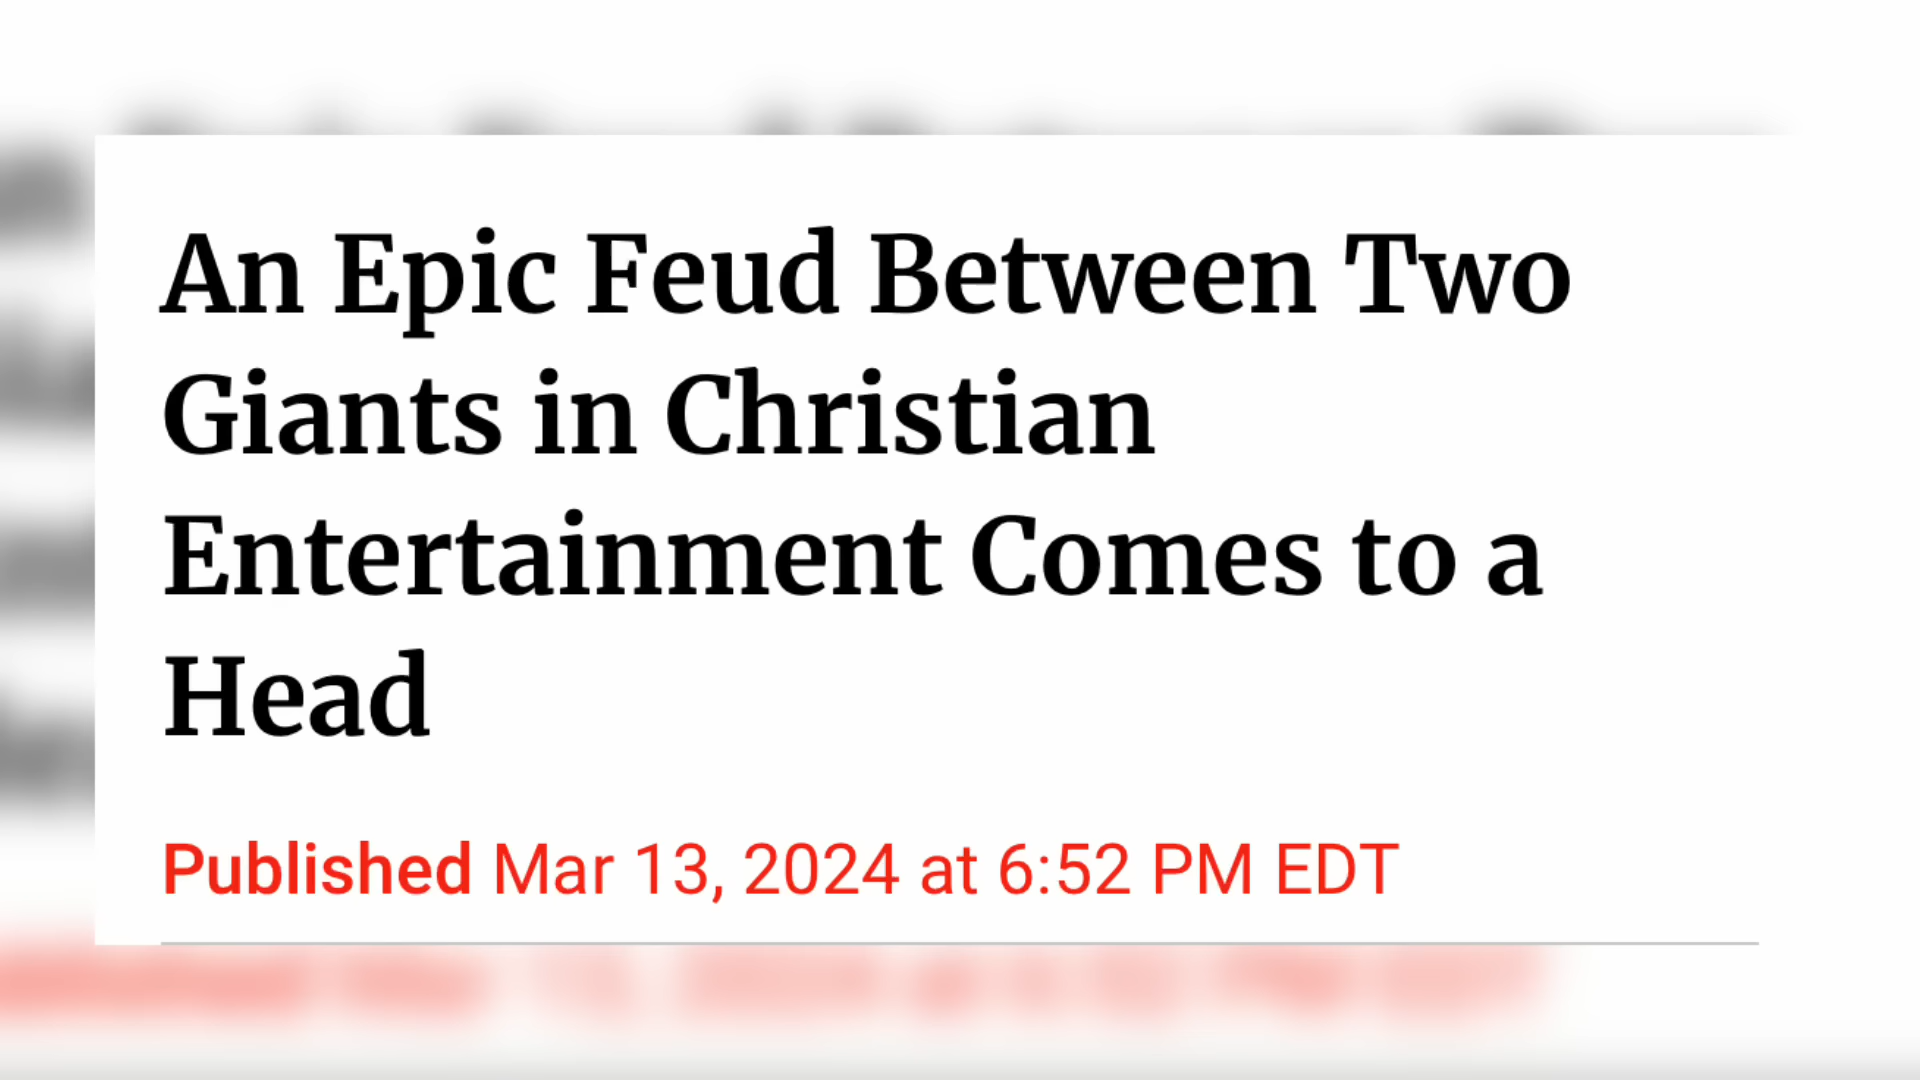 An Epic Feud Between Two
Giants in Christian
Entertainment Comes to a
Head
Published Mar 13, 2024 at 6:52 PM EDT